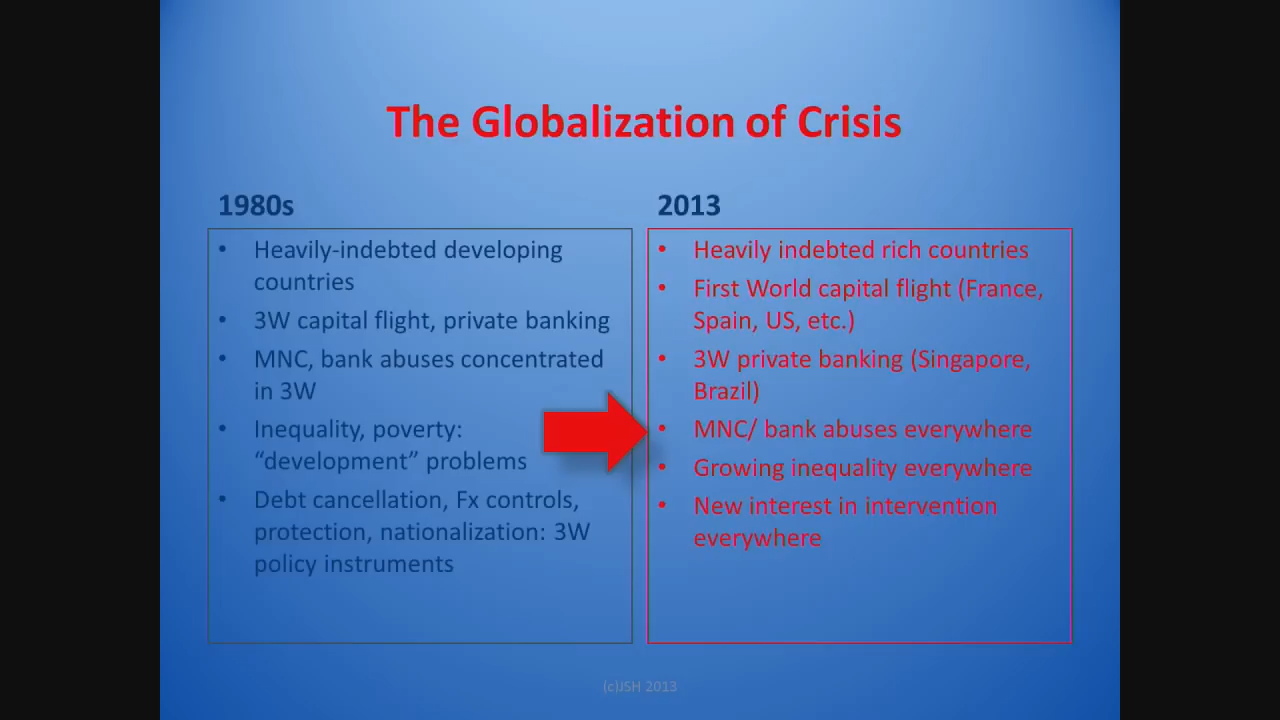 The Globalization of Crisis
1980s
• Heavily-indebted developing
countries
• 3W capital flight, private banking
• MNC, bank abuses concentrated
in 3W
• Inequality, poverty:
“development” problems
• Debt cancellation, Fx controls,
protection, nationalization: 3W
policy instruments
2013
• Heavily indebted rich countries
• First World capital flight (France,
Spain, US, etc.)
• 3W private banking (Singapore,
Brazil)
• MNC/ bank abuses everywhere
• Growing inequality everywhere
• New interest in intervention
everywhere
(c)JSH 2013